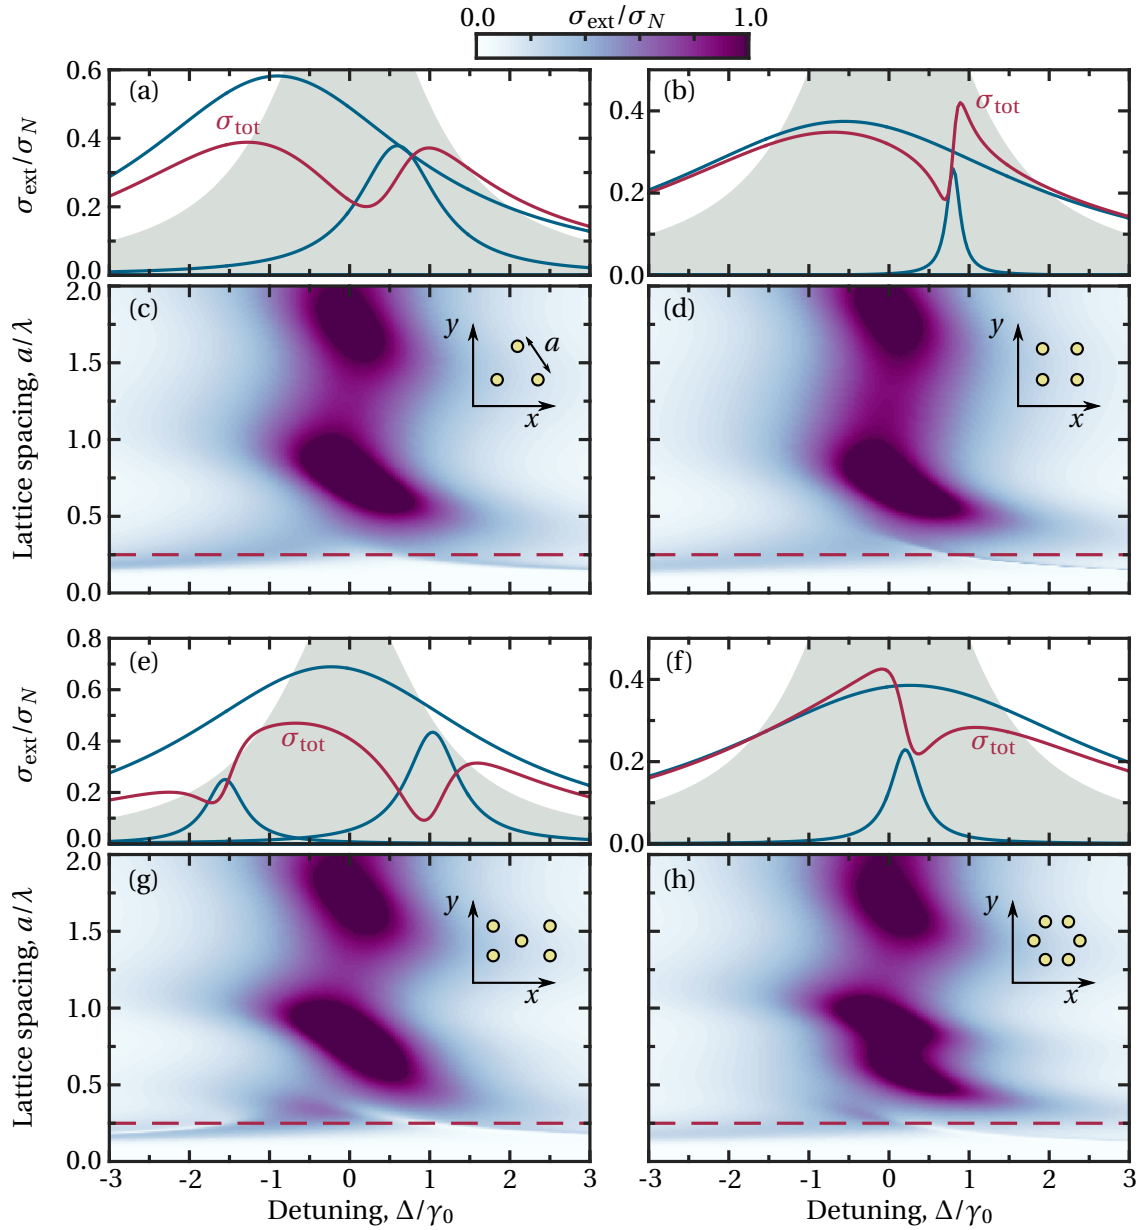 0.0 σext/σN 1.0
(a)
(b)
σtot
σtot
σext/σN
0.6
0.4
0.2
0.0
0.4
0.2
0.0
(c)
(d)
y
a
x
y
x
Lattice spacing, a/λ
2.0
1.5
1.0
0.5
0.0
(e)
(f)
σtot
σtot
σext/σN
0.8
0.6
0.4
0.2
0.0
0.4
0.2
0.0
(g)
(h)
y
x
y
x
Lattice spacing, a/λ
2.0
1.5
1.0
0.5
0.0
-3 -2 -1 0 1 2 3
-3 -2 -1 0 1 2 3
Detuning, Δ/γ0
Detuning, Δ/γ0